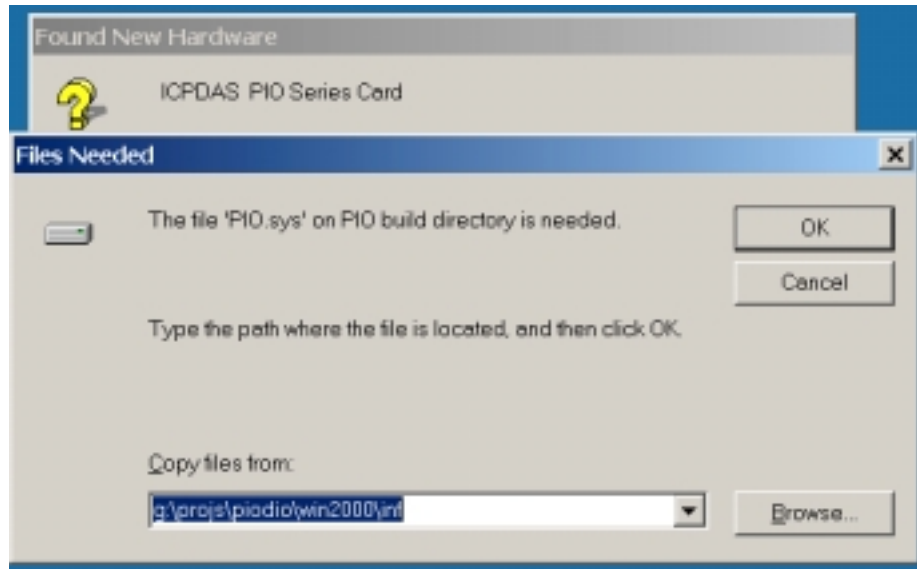 Found New Hardware
ICPDAS PIO Series Card
Files Needed
The file 'PIO.sys' on PIO build directory is needed.
OK
Cancel
Type the path where the file is located, and then click OK.
Copy files from:
g:\projs\piodio\win2000\inf
Browse...